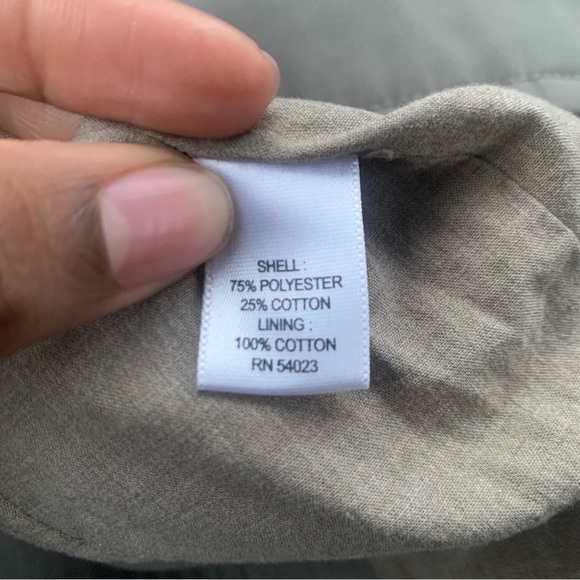 SHELL :
75% POLYESTER
25% COTTON
LINING :
100% COTTON
RN 54023